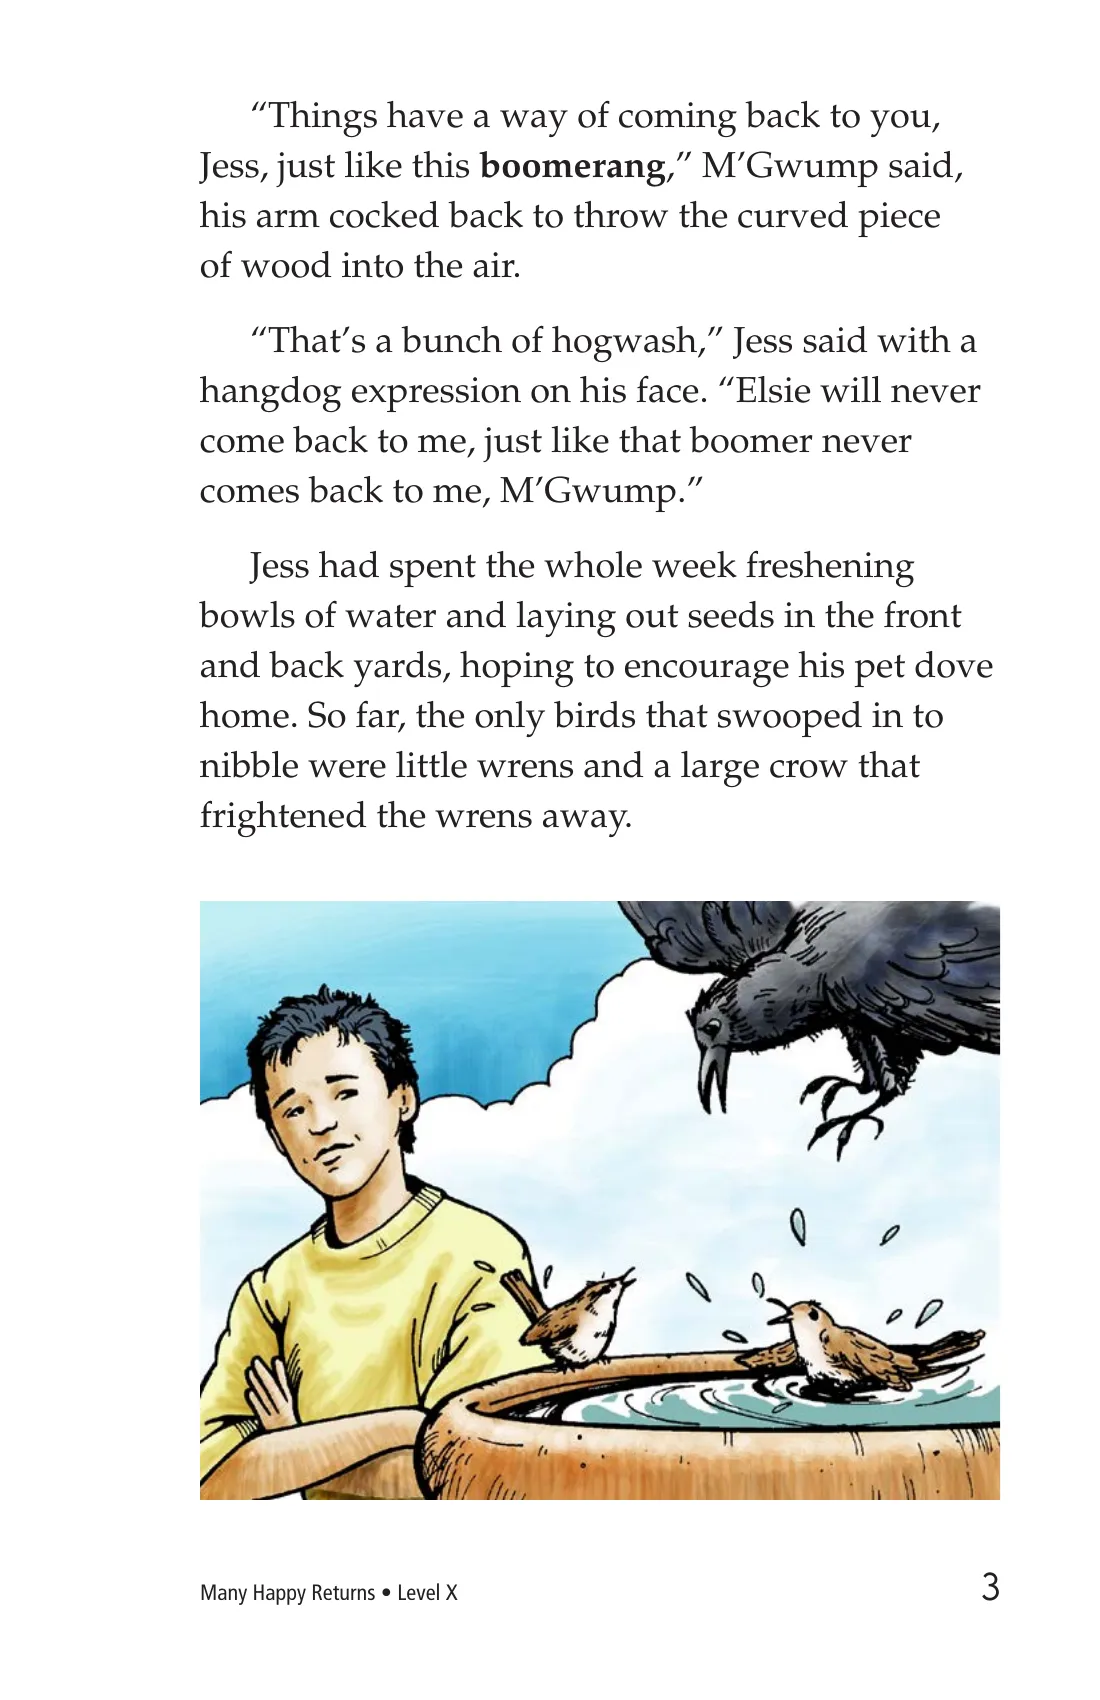 “Things have a way of coming back to you,
Jess, just like this boomerang,” M’Gwump said,
his arm cocked back to throw the curved piece
of wood into the air.
“That’s a bunch of hogwash,” Jess said with a
hangdog expression on his face. “Elsie will never
come back to me, just like that boomer never
comes back to me, M’Gwump.”
Jess had spent the whole week freshening
bowls of water and laying out seeds in the front
and back yards, hoping to encourage his pet dove
home. So far, the only birds that swooped in to
nibble were little wrens and a large crow that
frightened the wrens away.
Many Happy Returns • Level X
3